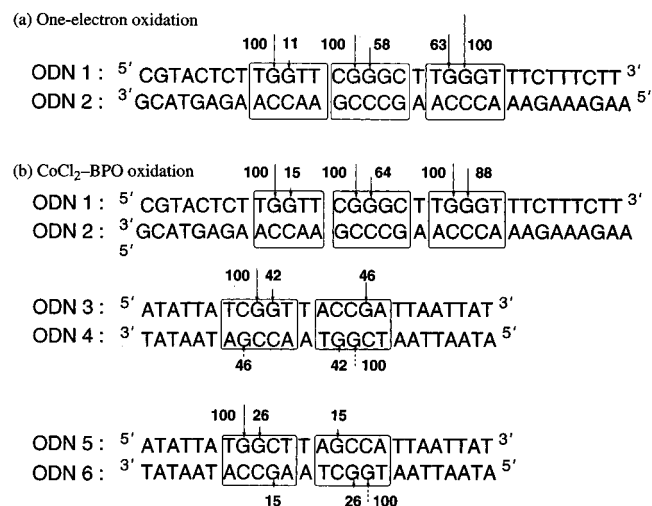 (a) One-electron oxidation
100 11 100 58 63 100
ODN 1 : 5′ CGTACTCT TGGTT CGGGC T TGGGT TTCTTTCTT 3′
ODN 2 : 3′ GCATGAGA ACCAA GCCCG A ACCCA AAGAAAGAA 5′
(b) CoCl2–BPO oxidation
100 15 100 64 100 88
ODN 1 : 5′ CGTACTCT TGGTT CGGGC T TGGGT TTCTTTCTT 3′
ODN 2 : 3′ GCATGAGA ACCAA GCCCG A ACCCA AAGAAAGAA
5′
100 42 46
ODN 3 : 5′ ATATTA TCGGT T ACCGA TTAATTAT 3′
ODN 4 : 3′ TATAAT AGCCA A TGGCT AATTAATA 5′
46 42 100
100 26 15
ODN 5 : 5′ ATATTA TGGCT T AGCCA TTAATTAT 3′
ODN 6 : 3′ TATAAT ACCGA A TCGGT AATTAATA 5′
15 26 100